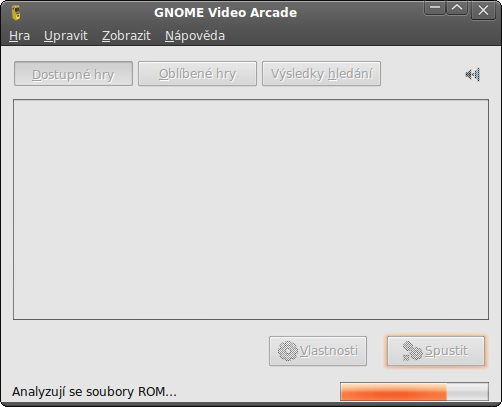 GNOME Video Arcade
Hra Upravit Zobrazit Nápověda
Dostupné hry Oblíbené hry Výsledky hledání
Vlastnosti Spustit
Analyzují se soubory ROM...